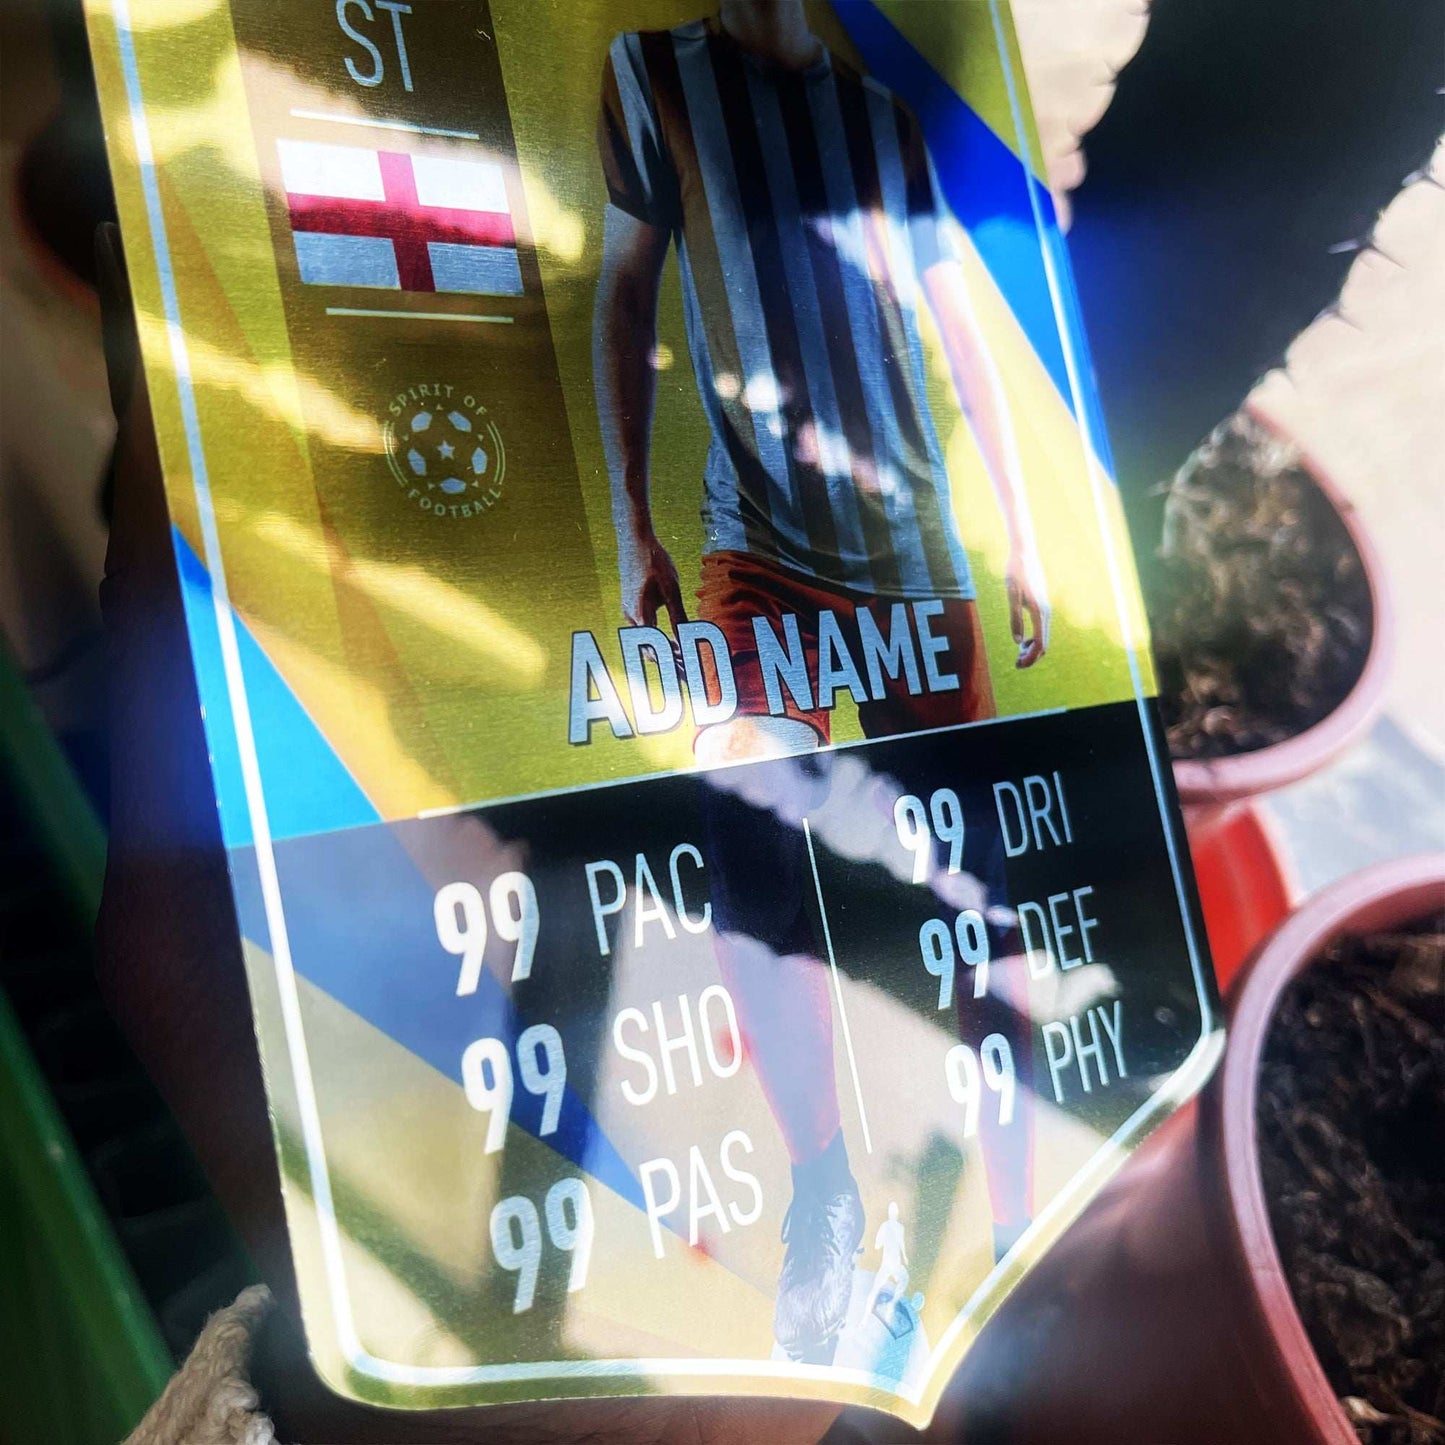 ST
SPIRIT OF
FOOTBALL
ADD NAME
99 PAC
99 SHO
99 PAS
99 DRI
99 DEF
99 PHY